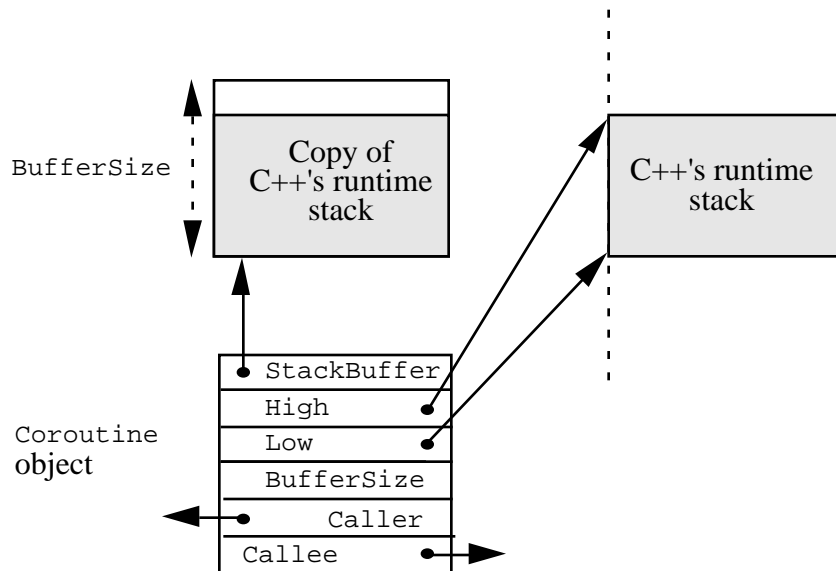 BufferSize
Copy of
C++'s runtime
stack
C++'s runtime
stack
Coroutine
object
StackBuffer
High
Low
BufferSize
Caller
Callee